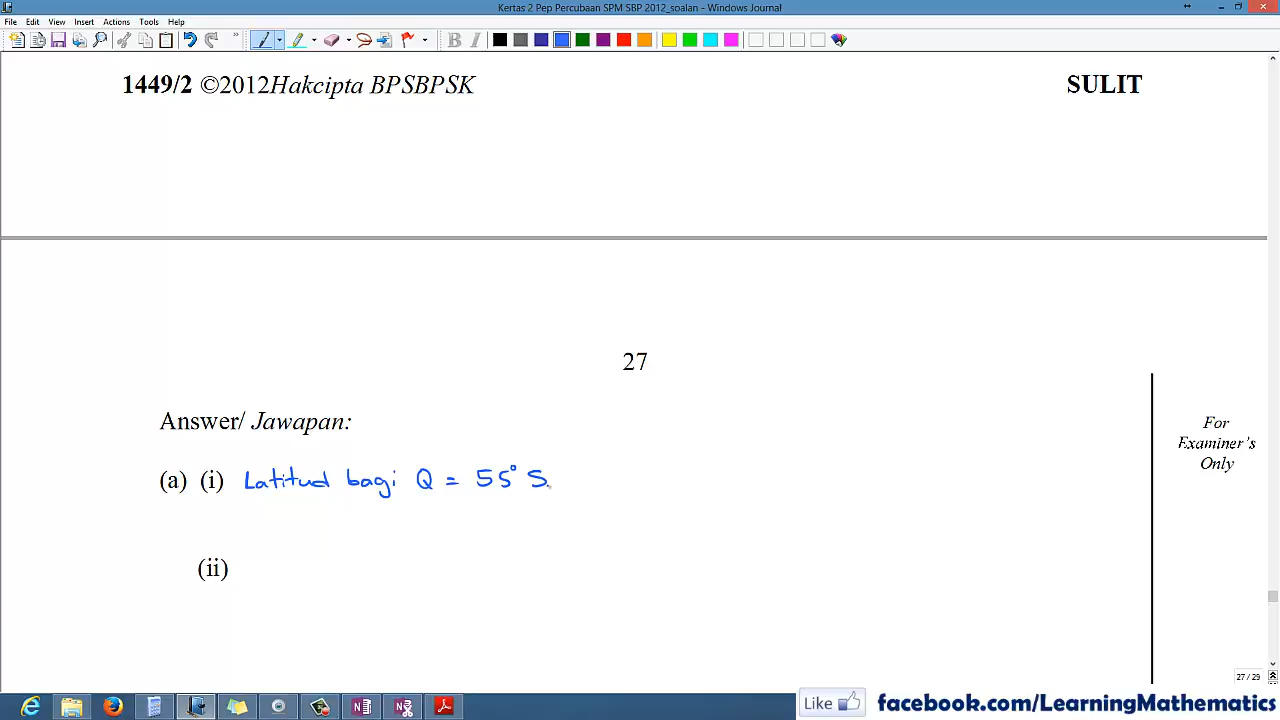 Kertas 2 Pep Percubaan SPM SBP 2012_soalan - Windows Journal
File Edit View Insert Actions Tools Help
1449/2 ©2012Hakcipta BPSBPSK SULIT
27
Answer/ Jawapan:
For
Examiner's
Only
(a) (i) Latitud bagi Q = 55° S.
(ii)
27 / 29
Like
facebook.com/LearningMathematics